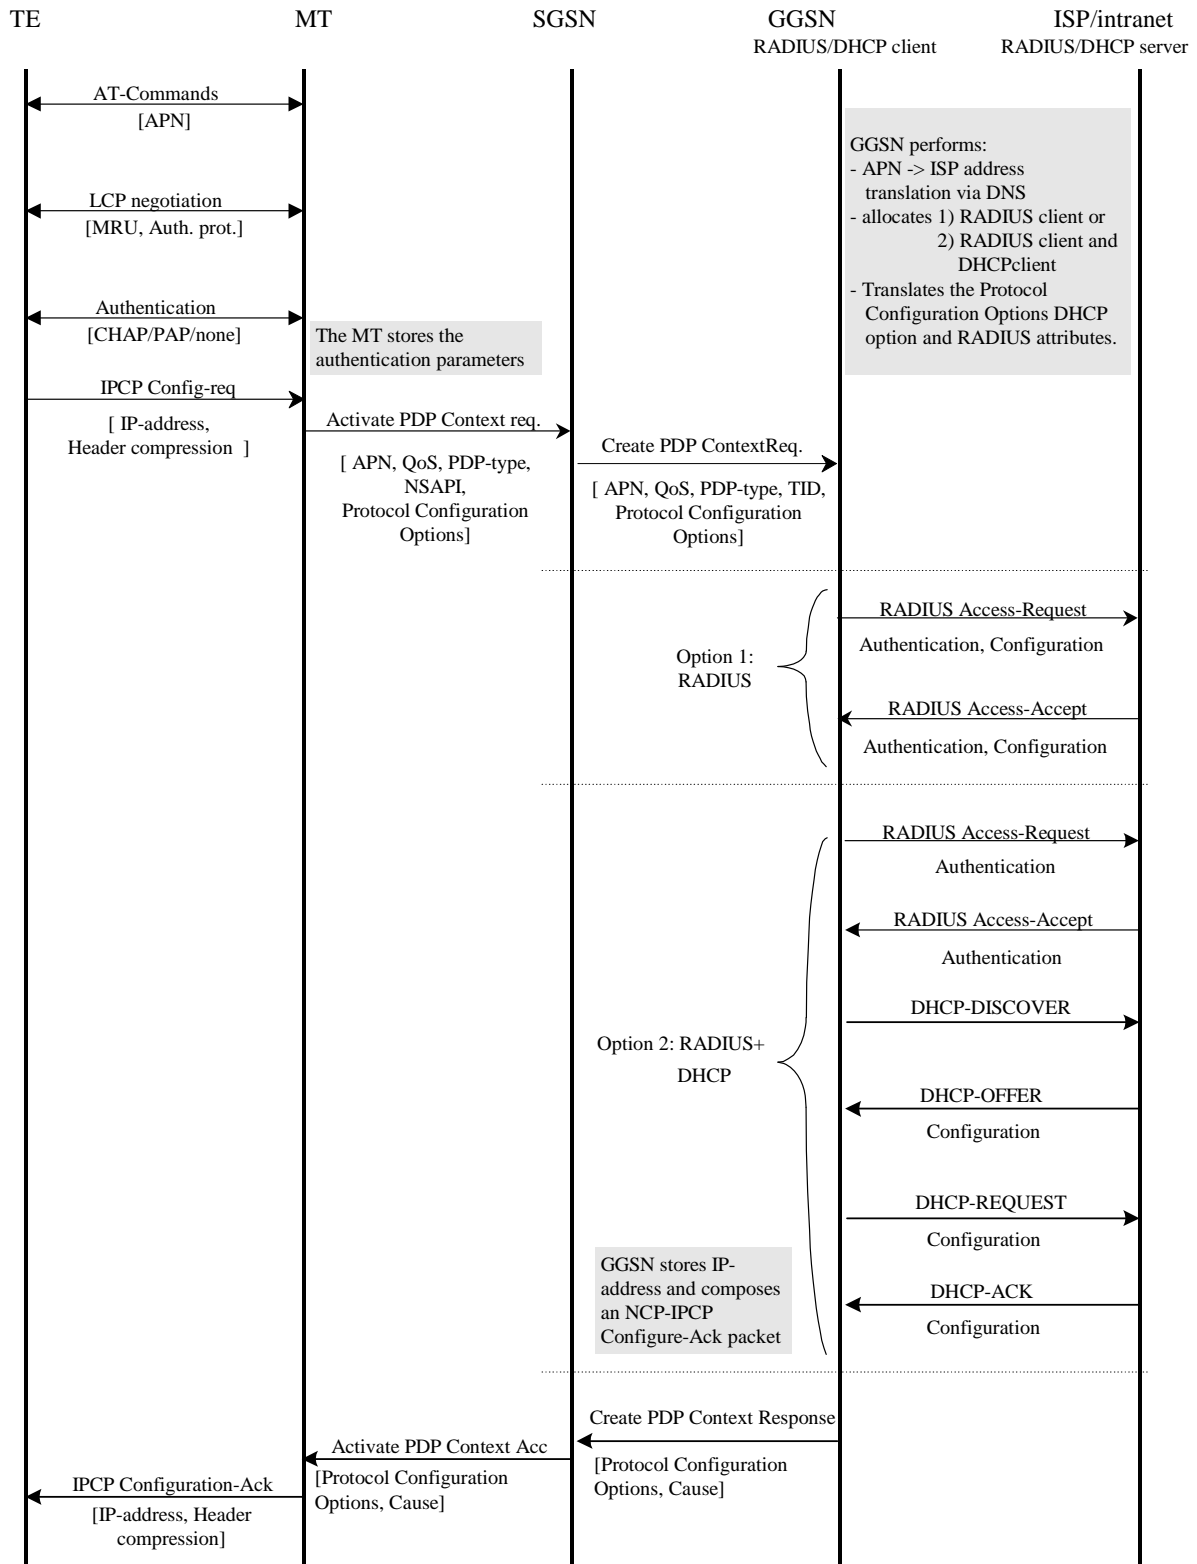 TE
MT
SGSN
GGSN
ISP/intranet
RADIUS/DHCP client
RADIUS/DHCP server
AT-Commands
[APN]
GGSN performs:
- APN -> ISP address
translation via DNS
- allocates 1) RADIUS client or
2) RADIUS client and
DHCPclient
- Translates the Protocol
Configuration Options DHCP
option and RADIUS attributes.
LCP negotiation
[MRU, Auth. prot.]
Authentication
[CHAP/PAP/none]
The MT stores the
authentication parameters
IPCP Config-req
[ IP-address,
Header compression ]
Activate PDP Context req.
[ APN, QoS, PDP-type,
NSAPI,
Protocol Configuration
Options]
Create PDP ContextReq.
[ APN, QoS, PDP-type, TID,
Protocol Configuration
Options]
Option 1:
RADIUS
RADIUS Access-Request
Authentication, Configuration
RADIUS Access-Accept
Authentication, Configuration
Option 2: RADIUS+
DHCP
RADIUS Access-Request
Authentication
RADIUS Access-Accept
Authentication
DHCP-DISCOVER
DHCP-OFFER
Configuration
DHCP-REQUEST
Configuration
DHCP-ACK
Configuration
GGSN stores IP-
address and composes
an NCP-IPCP
Configure-Ack packet
Create PDP Context Response
[Protocol Configuration
Options, Cause]
Activate PDP Context Acc
[Protocol Configuration
Options, Cause]
IPCP Configuration-Ack
[IP-address, Header
compression]